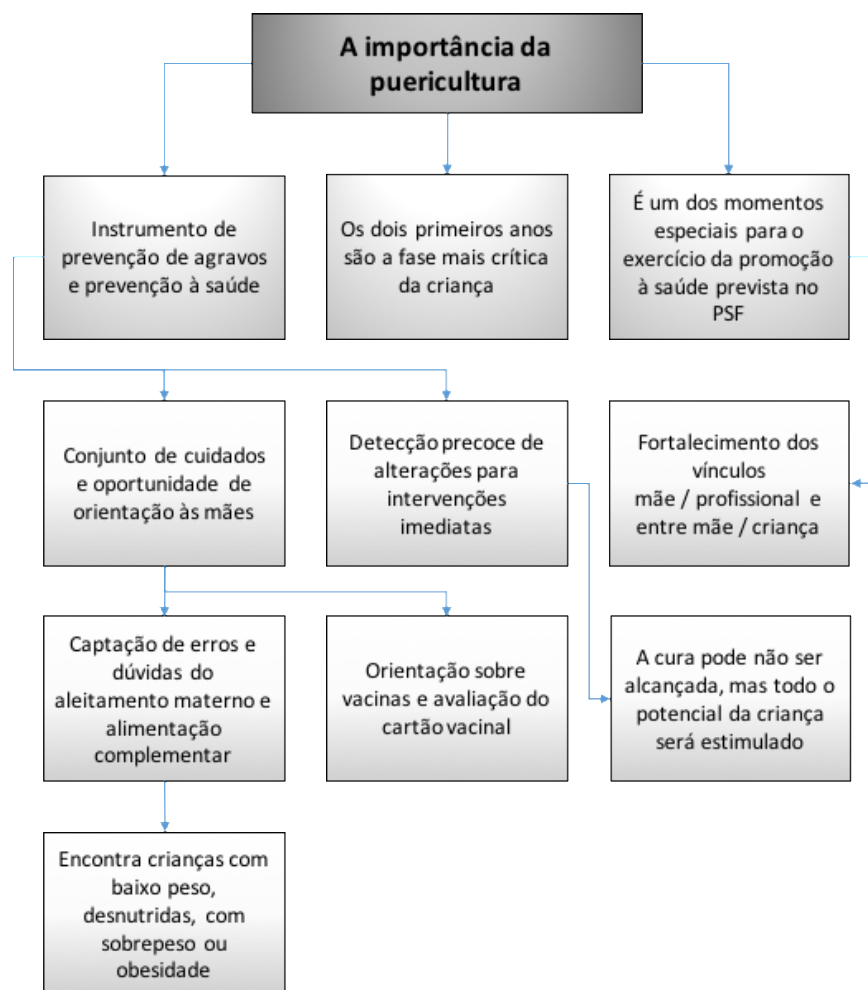 A importância da
puericultura
Instrumento de
prevenção de agravos
e prevenção à saúde
Os dois primeiros anos
são a fase mais crítica
da criança
É um dos momentos
especiais para o
exercício da promoção
à saúde prevista no
PSF
Conjunto de cuidados
e oportunidade de
orientação às mães
Detecção precoce de
alterações para
intervenções
imediatas
Fortalecimento dos
vínculos
mãe / profissional e
entre mãe / criança
Captação de erros e
dúvidas do
aleitamento materno e
alimentação
complementar
Orientação sobre
vacinas e avaliação do
cartão vacinal
A cura pode não ser
alcançada, mas todo o
potencial da criança
será estimulado
Encontra crianças com
baixo peso,
desnutridas, com
sobrepeso ou
obesidade